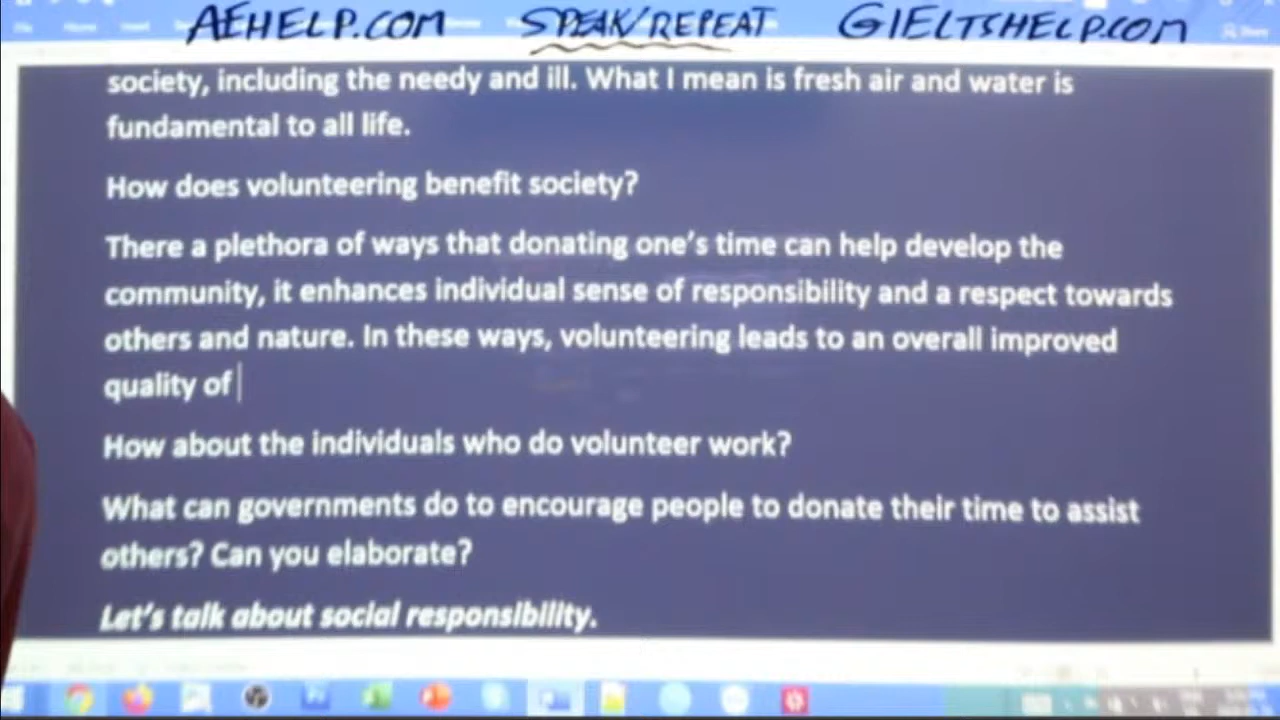 AEHELP.COM SPEAK/REPEAT GIELTSHELP.COM
society, including the needy and ill. What I mean is fresh air and water is
fundamental to all life.
How does volunteering benefit society?
There a plethora of ways that donating one's time can help develop the
community, it enhances individual sense of responsibility and a respect towards
others and nature. In these ways, volunteering leads to an overall improved
quality of
How about the individuals who do volunteer work?
What can governments do to encourage people to donate their time to assist
others? Can you elaborate?
Let's talk about social responsibility.